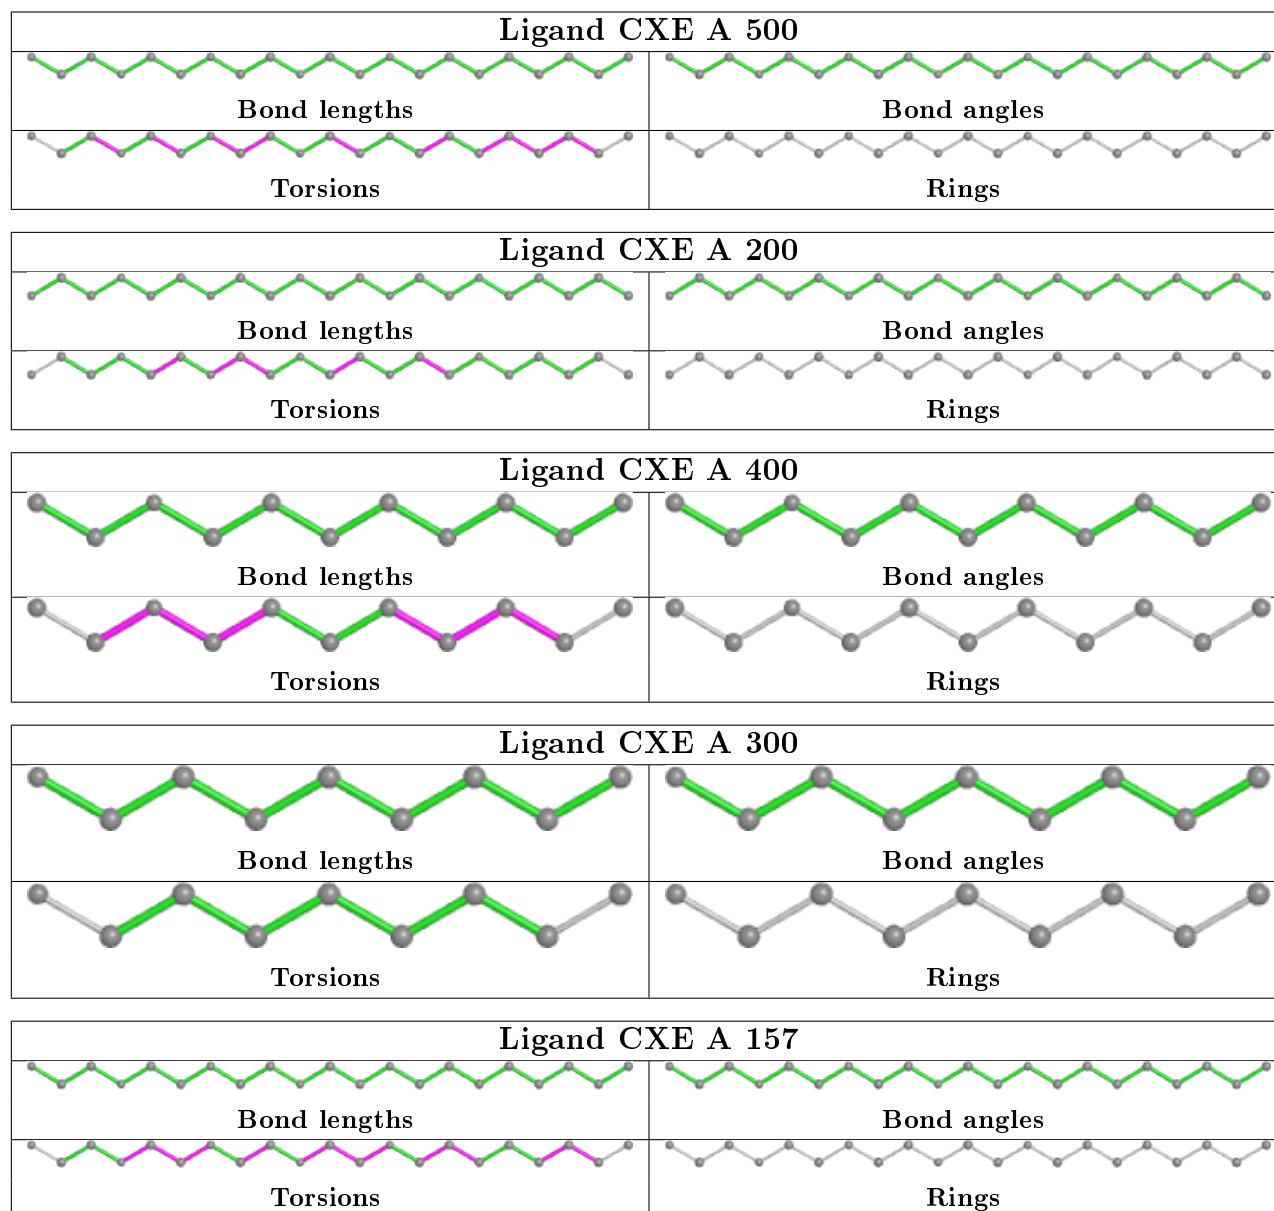 Ligand CXE A 500
Bond lengths
Bond angles
Torsions
Rings
Ligand CXE A 200
Bond lengths
Bond angles
Torsions
Rings
Ligand CXE A 400
Bond lengths
Bond angles
Torsions
Rings
Ligand CXE A 300
Bond lengths
Bond angles
Torsions
Rings
Ligand CXE A 157
Bond lengths
Bond angles
Torsions
Rings